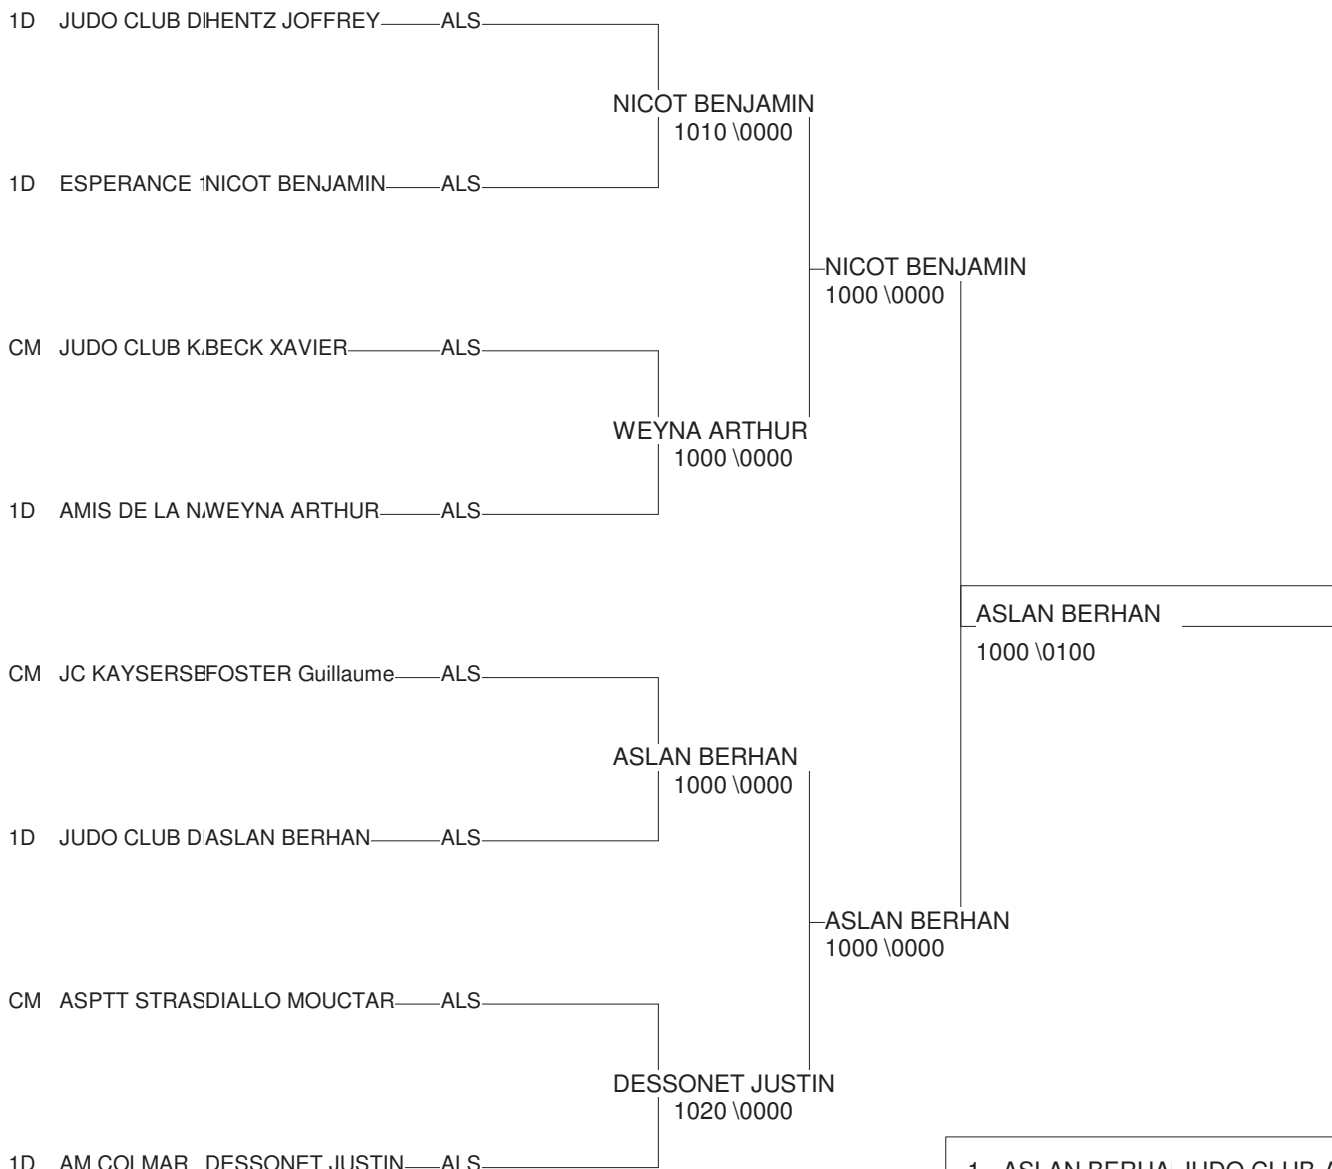 1D JUDO CLUB D HENTZ JOFFREY ALS
NICOT BENJAMIN
1010 \0000
1D ESPERANCE 1 NICOT BENJAMIN ALS
NICOT BENJAMIN
1000 \0000
CM JUDO CLUB K BECK XAVIER ALS
WEYNA ARTHUR
1000 \0000
1D AMIS DE LA N WEYNA ARTHUR ALS
ASLAN BERHAN
1000 \0100
CM JC KAYSERSB FOSTER Guillaume ALS
ASLAN BERHAN
1000 \0000
1D JUDO CLUB D ASLAN BERHAN ALS
ASLAN BERHAN
1000 \0000
CM ASPTT STRAS DIALLO MOUCTAR ALS
DESSONET JUSTIN
1020 \0000
1D AM COLMAR DESSONET JUSTIN ALS
1 ASLAN BERHA JUDO CLUB